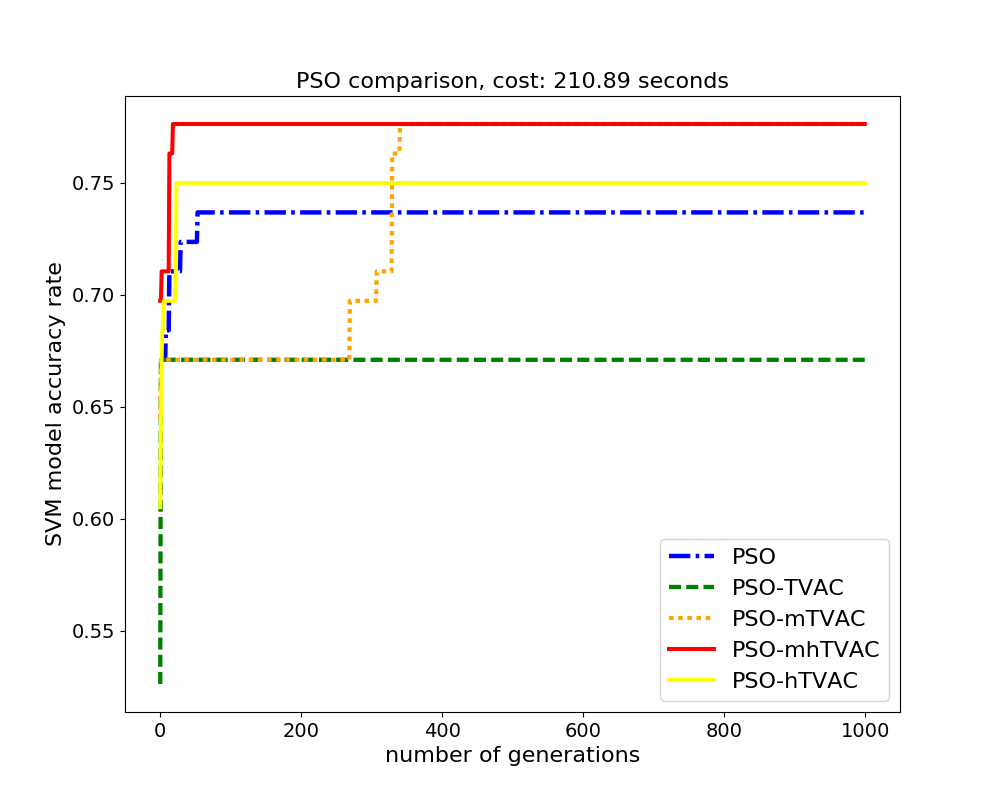 PSO comparison, cost: 210.89 seconds
SVM model accuracy rate
0.75
0.70
0.65
0.60
0.55
PSO
PSO-TVAC
PSO-mTVAC
PSO-mhTVAC
PSO-hTVAC
0 200 400 600 800 1000
number of generations